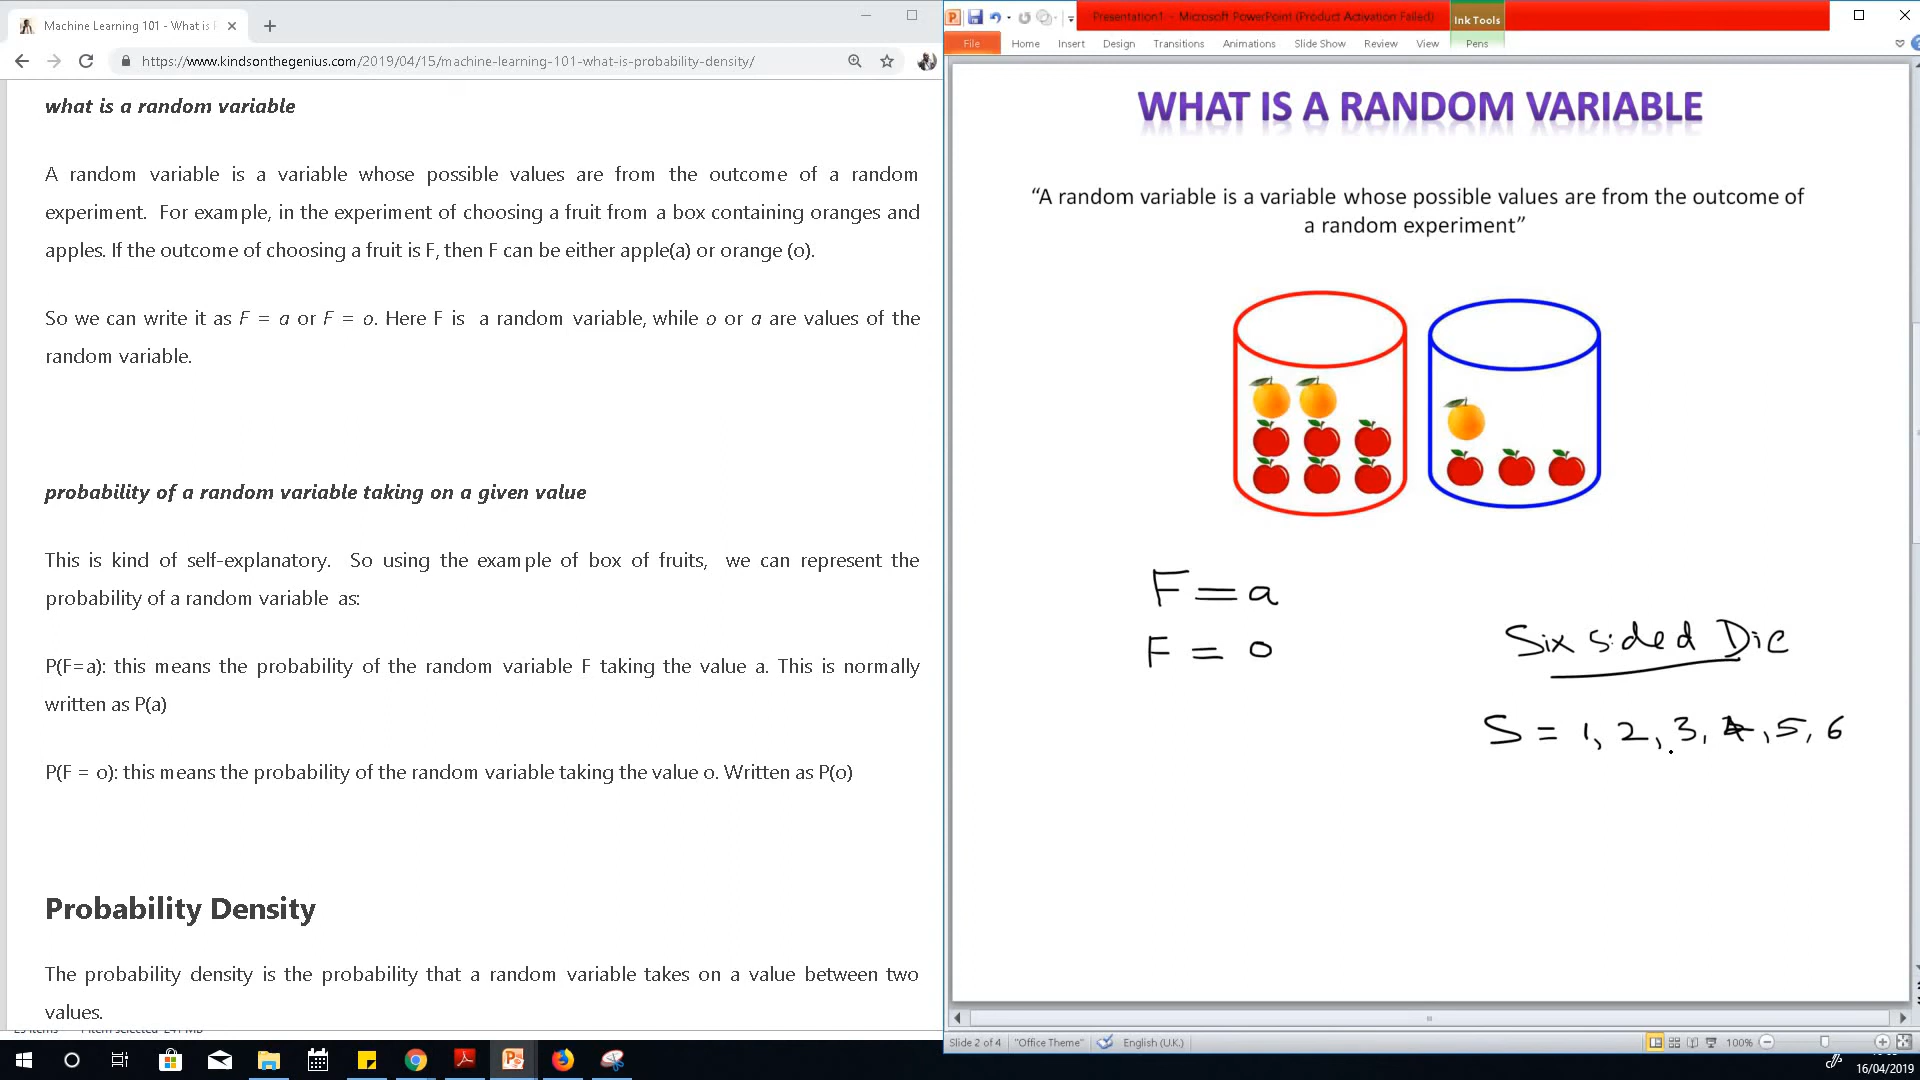 Machine Learning 101 - What is
https://www.kindsonthegenius.com/2019/04/15/machine-learning-101-what-is-probability-density/
what is a random variable
A random variable is a variable whose possible values are from the outcome of a random
experiment. For example, in the experiment of choosing a fruit from a box containing oranges and
apples. If the outcome of choosing a fruit is F, then F can be either apple(a) or orange (o).
So we can write it as F = a or F = o. Here F is a random variable, while o or a are values of the
random variable.
probability of a random variable taking on a given value
This is kind of self-explanatory. So using the example of box of fruits, we can represent the
probability of a random variable as:
P(F=a): this means the probability of the random variable F taking the value a. This is normally
written as P(a)
P(F = o): this means the probability of the random variable taking the value o. Written as P(o)
Probability Density
The probability density is the probability that a random variable takes on a value between two
values.
Presentation1 - Microsoft PowerPoint (Product Activation Failed)
Ink Tools
File Home Insert Design Transitions Animations Slide Show Review View Pens
WHAT IS A RANDOM VARIABLE
“A random variable is a variable whose possible values are from the outcome of
a random experiment”
F = a
F = o
Six sided Die
S = 1, 2, 3, 4, 5, 6
Slide 2 of 4 "Office Theme" English (U.K.) 100%
16/04/2019